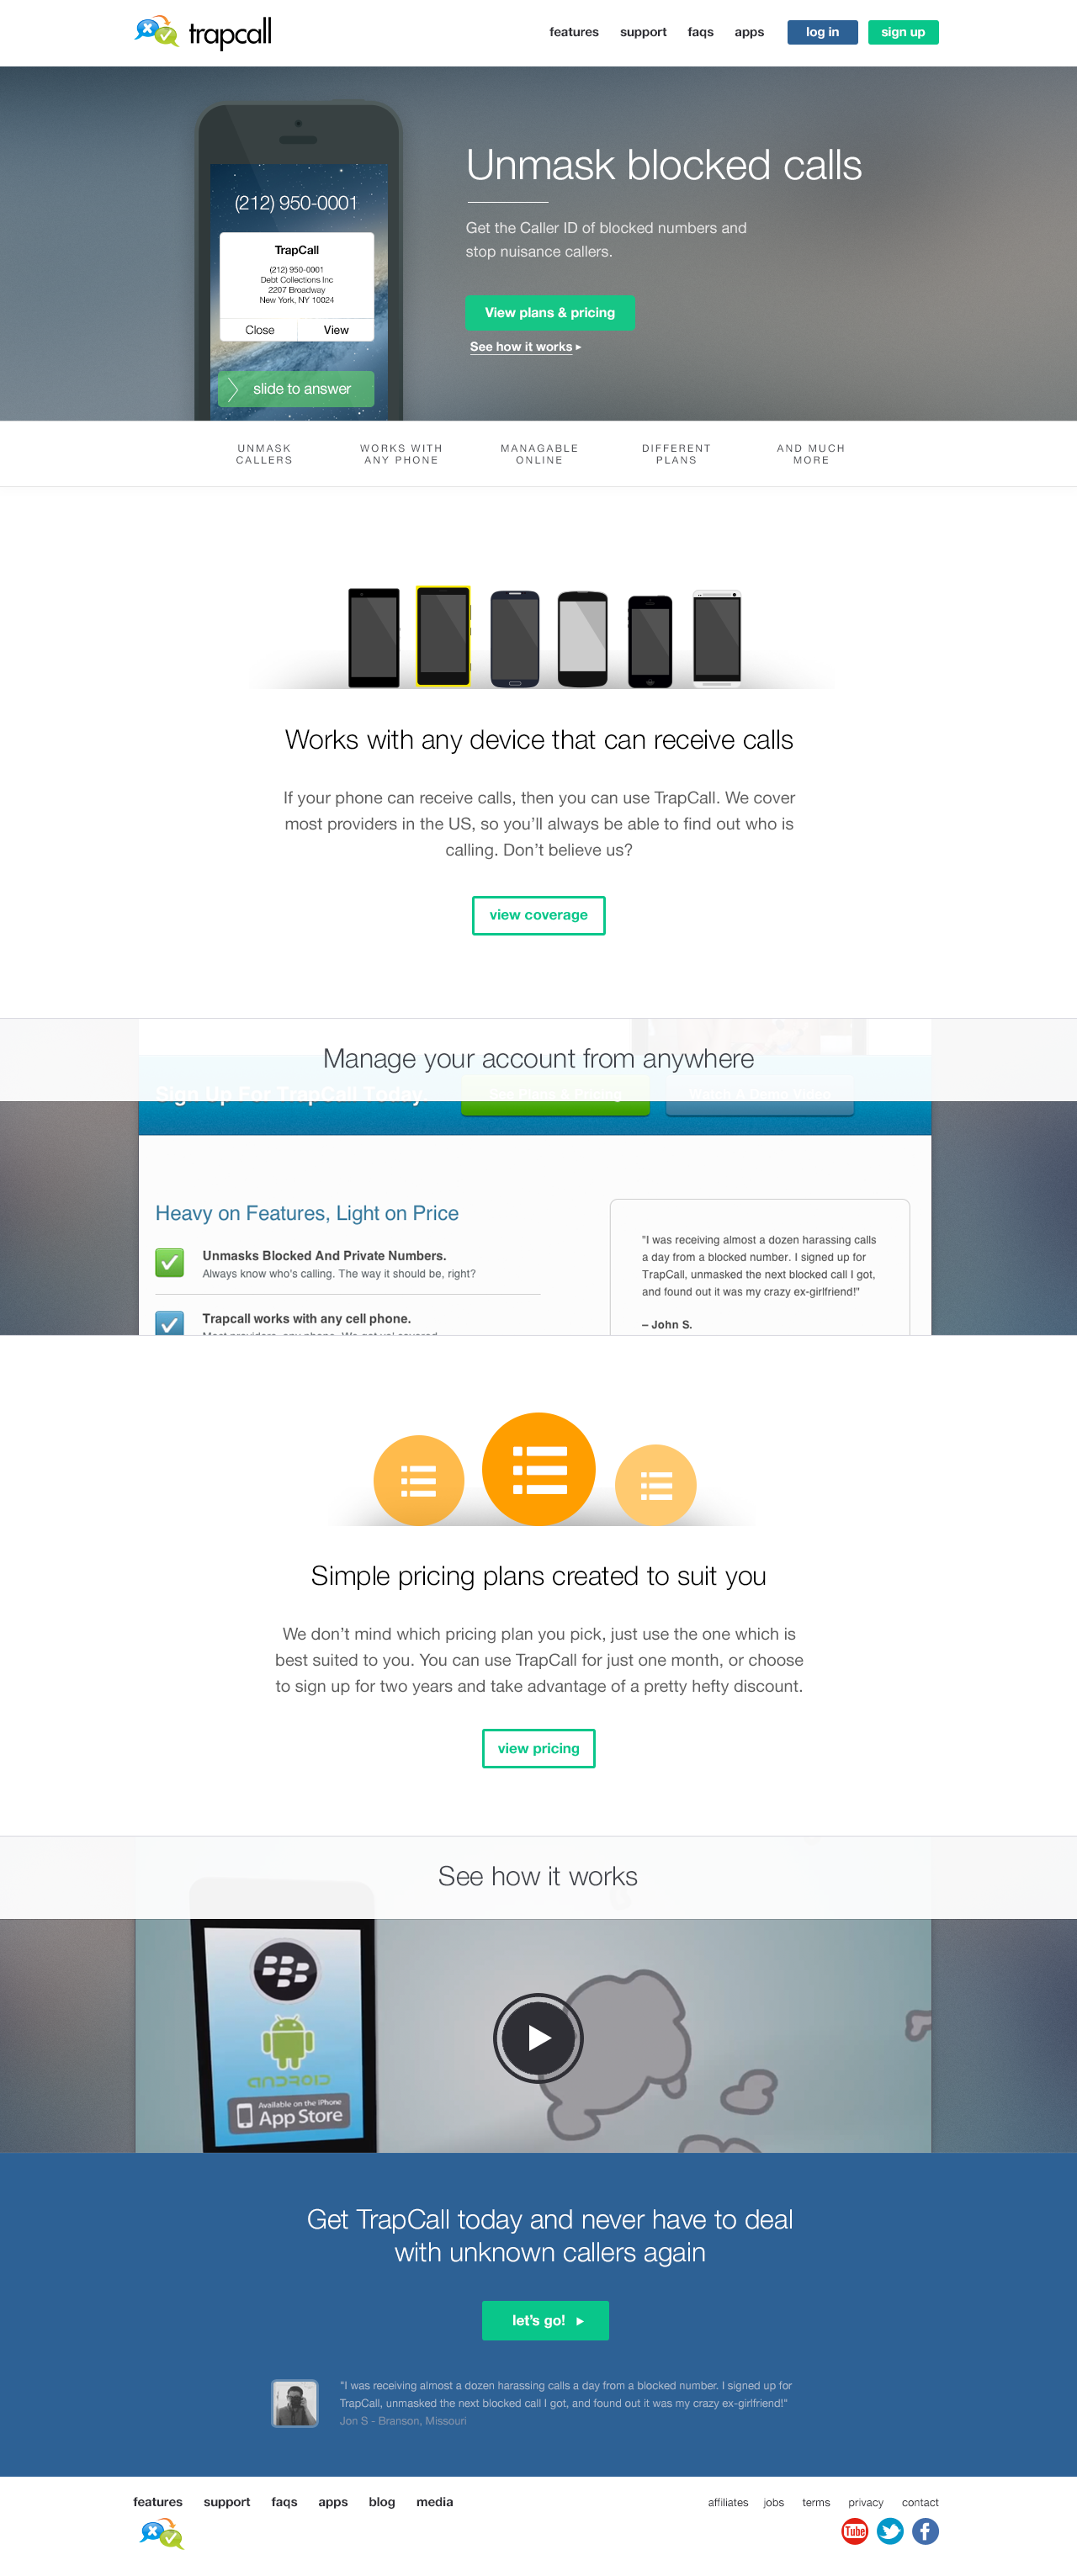 trapcall
features support faqs apps log in sign up
Unmask blocked calls
(212) 950-0001
Get the Caller ID of blocked numbers and
stop nuisance callers.
TrapCall
(212) 950-0001
Debt Collections Inc
2207 Broadway
New York, NY 10024
Close View
View plans & pricing
See how it works
slide to answer
UNMASK
CALLERS
WORKS WITH
ANY PHONE
MANAGABLE
ONLINE
DIFFERENT
PLANS
AND MUCH
MORE
Works with any device that can receive calls
If your phone can receive calls, then you can use TrapCall. We cover
most providers in the US, so you’ll always be able to find out who is
calling. Don’t believe us?
view coverage
Manage your account from anywhere
Sign Up For TrapCall Today
Heavy on Features, Light on Price
Unmasks Blocked And Private Numbers.
Always know who's calling. The way it should be, right?
Trapcall works with any cell phone.
"I was receiving almost a dozen harassing calls
a day from a blocked number. I signed up for
TrapCall, unmasked the next blocked call I got,
and found out it was my crazy ex-girlfriend!"
– John S.
Simple pricing plans created to suit you
We don’t mind which pricing plan you pick, just use the one which is
best suited to you. You can use TrapCall for just one month, or choose
to sign up for two years and take advantage of a pretty hefty discount.
view pricing
See how it works
ANDROID
Available on the iPhone
App Store
Get TrapCall today and never have to deal
with unknown callers again
let’s go!
"I was receiving almost a dozen harassing calls a day from a blocked number. I signed up for
TrapCall, unmasked the next blocked call I got, and found out it was my crazy ex-girlfriend!"
Jon S - Branson, Missouri
features support faqs apps blog media
affiliates jobs terms privacy contact
Tube